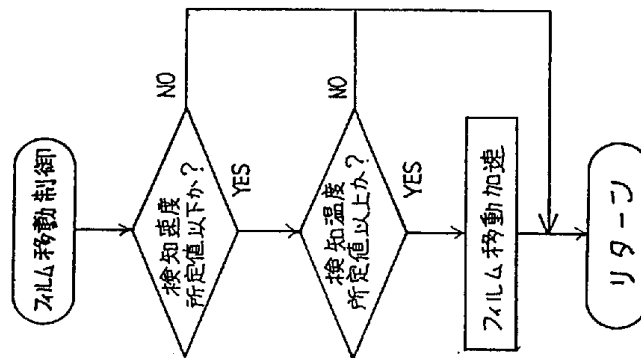 フィルム移動制御
検知速度
所定値以下か?
NO
YES
検知温度
所定値以上か?
NO
YES
フィルム移動加速
リターン